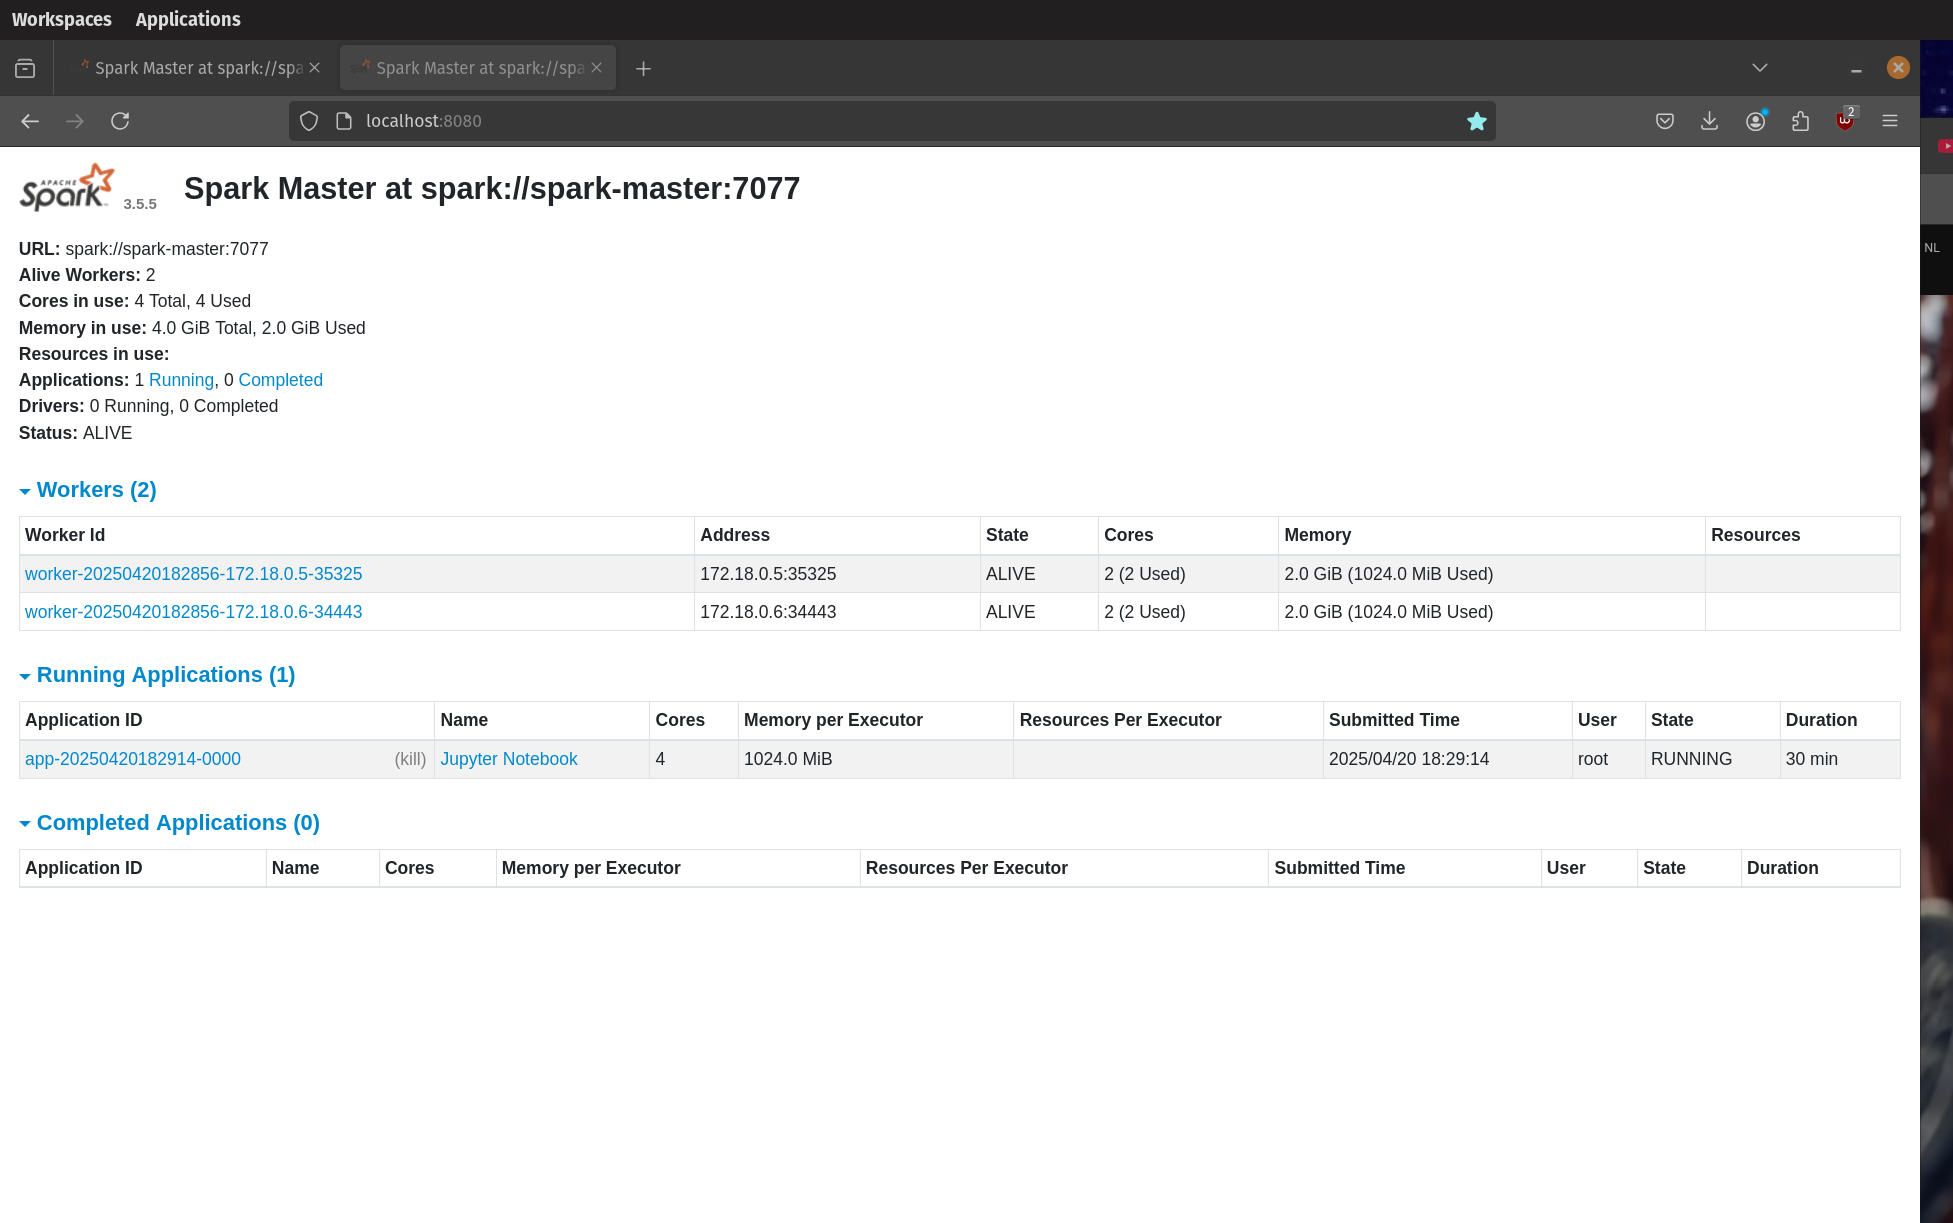 Workspaces Applications
Spark Master at spark://spa
Spark Master at spark://spa
localhost:8080
2
NL
APACHE
Spark 3.5.5
Spark Master at spark://spark-master:7077
URL: spark://spark-master:7077
Alive Workers: 2
Cores in use: 4 Total, 4 Used
Memory in use: 4.0 GiB Total, 2.0 GiB Used
Resources in use:
Applications: 1 Running, 0 Completed
Drivers: 0 Running, 0 Completed
Status: ALIVE
Workers (2)
Worker Id Address State Cores Memory Resources
worker-20250420182856-172.18.0.5-35325 172.18.0.5:35325 ALIVE 2 (2 Used) 2.0 GiB (1024.0 MiB Used)
worker-20250420182856-172.18.0.6-34443 172.18.0.6:34443 ALIVE 2 (2 Used) 2.0 GiB (1024.0 MiB Used)
Running Applications (1)
Application ID Name Cores Memory per Executor Resources Per Executor Submitted Time User State Duration
app-20250420182914-0000 (kill) Jupyter Notebook 4 1024.0 MiB 2025/04/20 18:29:14 root RUNNING 30 min
Completed Applications (0)
Application ID Name Cores Memory per Executor Resources Per Executor Submitted Time User State Duration